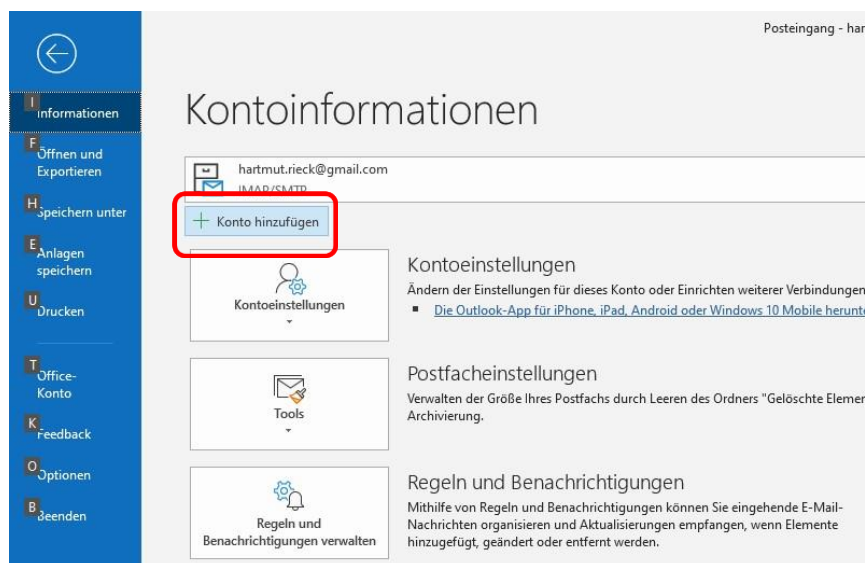 Posteingang - har
I
Informationen
F
Öffnen und
Exportieren
H
Speichern unter
E
Anlagen
speichern
U
Drucken
T
Office-
Konto
K
Feedback
O
Optionen
B
Beenden
Kontoinformationen
hartmut.rieck@gmail.com
IMAP/SMTP
+ Konto hinzufügen
Kontoeinstellungen
Kontoeinstellungen
Ändern der Einstellungen für dieses Konto oder Einrichten weiterer Verbindungen
▪ Die Outlook-App für iPhone, iPad, Android oder Windows 10 Mobile herunt
Tools
Postfacheinstellungen
Verwalten der Größe Ihres Postfachs durch Leeren des Ordners "Gelöschte Elemen
Archivierung.
Regeln und
Benachrichtigungen verwalten
Regeln und Benachrichtigungen
Mithilfe von Regeln und Benachrichtigungen können Sie eingehende E-Mail-
Nachrichten organisieren und Aktualisierungen empfangen, wenn Elemente
hinzugefügt, geändert oder entfernt werden.